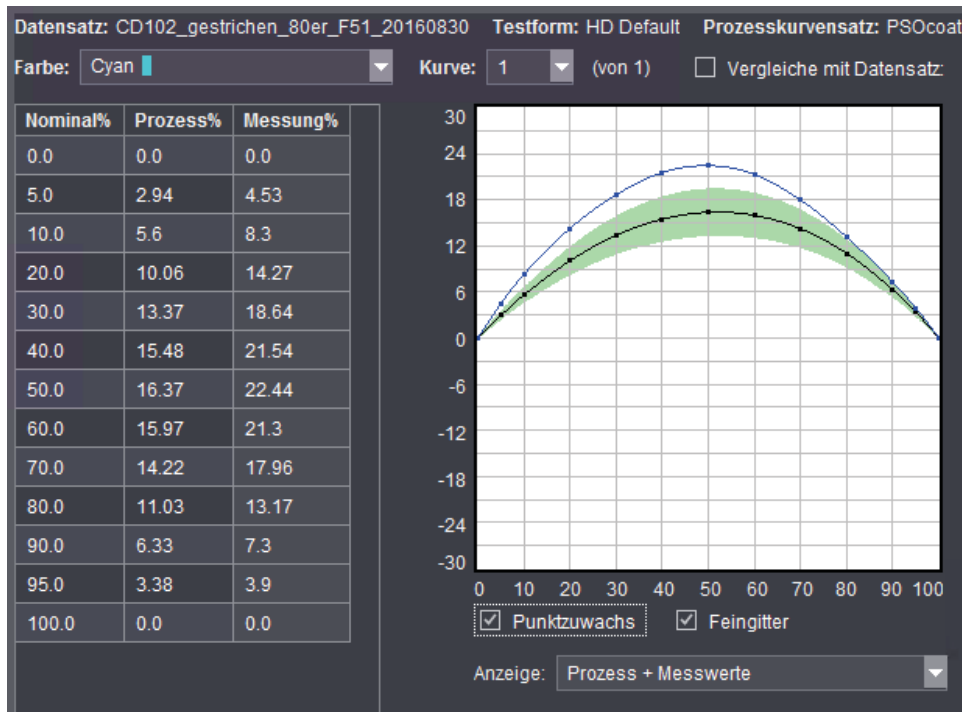 Datensatz: CD102_gestrichen_80er_F51_20160830 Testform: HD Default Prozesskurvensatz: PSOcoat
Farbe: Cyan Kurve: 1 (von 1) Vergleiche mit Datensatz:
Nominal% Prozess% Messung%
0.0 0.0 0.0
5.0 2.94 4.53
10.0 5.6 8.3
20.0 10.06 14.27
30.0 13.37 18.64
40.0 15.48 21.54
50.0 16.37 22.44
60.0 15.97 21.3
70.0 14.22 17.96
80.0 11.03 13.17
90.0 6.33 7.3
95.0 3.38 3.9
100.0 0.0 0.0
30
24
18
12
6
0
-6
-12
-18
-24
-30
0 10 20 30 40 50 60 70 80 90 100
Punktzuwachs Feingitter
Anzeige: Prozess + Messwerte